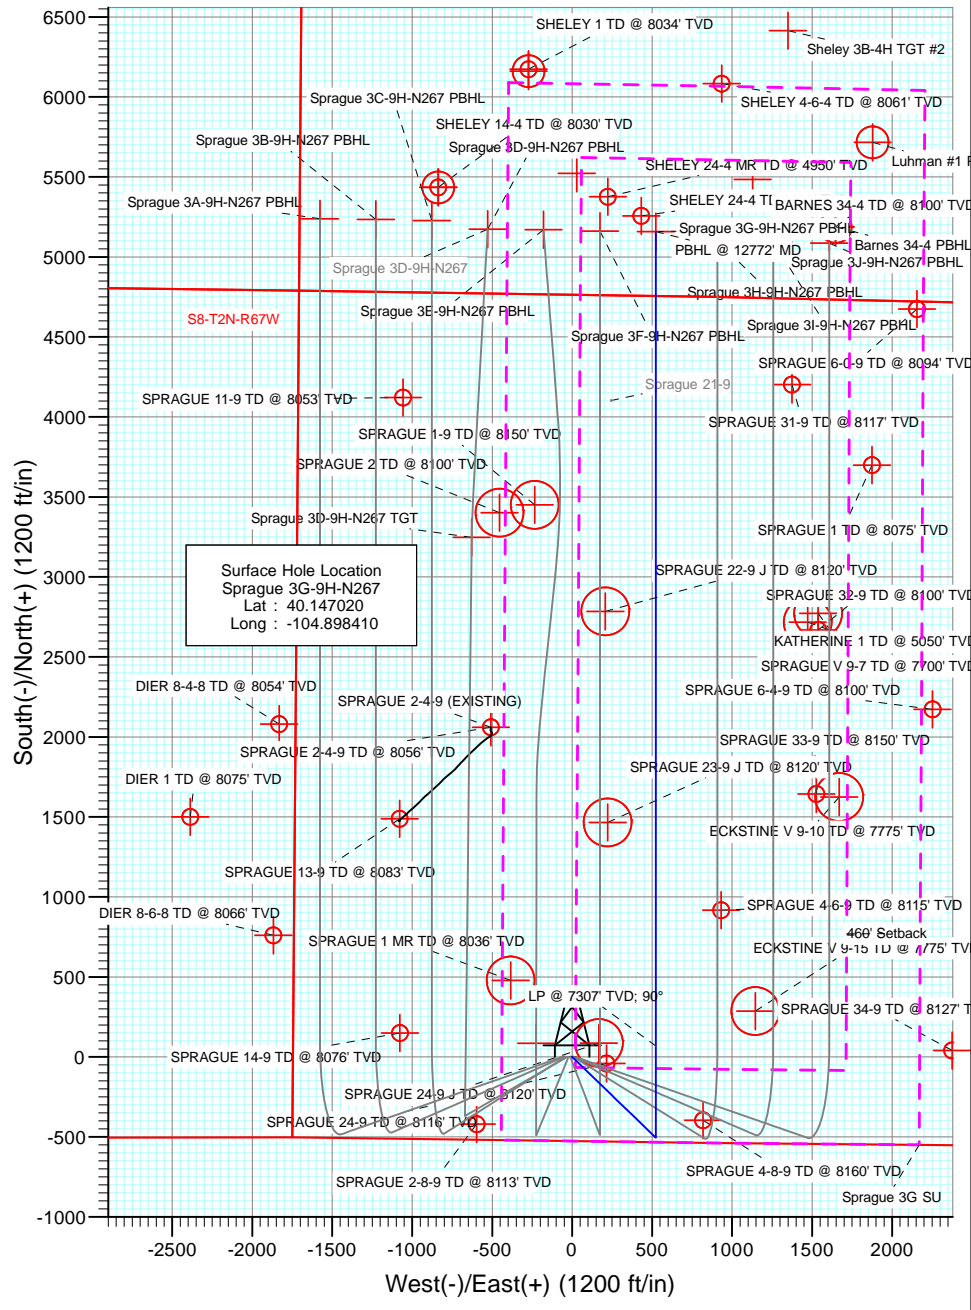 6500
6000
5500
5000
4500
4000
3500
3000
2500
2000
1500
1000
500
0
-500
-1000
South(-)/North(+) (1200 ft/in)
SHELEY 1 TD @ 8034' TVD
Sheley 3B-4H TGT #2
Sprague 3C-9H-N267 PBHL
SHELEY 4-6-4 TD @ 8061' TVD
SHELEY 14-4 TD @ 8030' TVD
Sprague 3B-9H-N267 PBHL
Sprague 3D-9H-N267 PBHL
SHELEY 24-4 MR TD @ 4950' TVD
Luhman #1
Sprague 3A-9H-N267 PBHL
SHELEY 24-4
BARNES 34-4 TD @ 8100' TVD
Sprague 3G-9H-N267 PBHL
PBHL @ 12772' MD
Barnes 34-4 PBHL
Sprague 3D-9H-N267
Sprague 3J-9H-N267 PBHL
Sprague 3H-9H-N267 PBHL
Sprague 3E-9H-N267 PBHL
S8-T2N-R67W
Sprague 3I-9H-N267 PBHL
Sprague 3F-9H-N267 PBHL
SPRAGUE 6-0-9 TD @ 8094' TVD
Sprague 21-9
SPRAGUE 11-9 TD @ 8053' TVD
SPRAGUE 31-9 TD @ 8117' TVD
SPRAGUE 1-9 TD @ 8150' TVD
SPRAGUE 2 TD @ 8100' TVD
Sprague 3D-9H-N267 TGT
SPRAGUE 1 TD @ 8075' TVD
Surface Hole Location
Sprague 3G-9H-N267
Lat : 40.147020
Long : -104.898410
SPRAGUE 22-9 J TD @ 8120' TVD
SPRAGUE 32-9 TD @ 8100' TVD
KATHERINE 1 TD @ 5050' TVD
SPRAGUE V 9-7 TD @ 7700' TVD
DIER 8-4-8 TD @ 8054' TVD
SPRAGUE 2-4-9 (EXISTING)
SPRAGUE 6-4-9 TD @ 8100' TVD
SPRAGUE 2-4-9 TD @ 8056' TVD
SPRAGUE 33-9 TD @ 8150' TVD
DIER 1 TD @ 8075' TVD
SPRAGUE 23-9 J TD @ 8120' TVD
ECKSTINE V 9-10 TD @ 7775' TVD
SPRAGUE 13-9 TD @ 8083' TVD
DIER 8-6-8 TD @ 8066' TVD
SPRAGUE 4-6-9 TD @ 8115' TVD
SPRAGUE 1 MR TD @ 8036' TVD
460' Setback
ECKSTINE V 9-15 TD @ 7775' TVD
LP @ 7307' TVD; 90°
SPRAGUE 34-9 TD @ 8127'
SPRAGUE 14-9 TD @ 8076' TVD
SPRAGUE 24-9 J TD @ 8120' TVD
SPRAGUE 24-9 TD @ 8116' TVD
SPRAGUE 2-8-9 TD @ 8113' TVD
SPRAGUE 4-8-9 TD @ 8160' TVD
Sprague 3G SU
-2500 -2000 -1500 -1000 -500 0 500 1000 1500 2000
West(-)/East(+) (1200 ft/in)